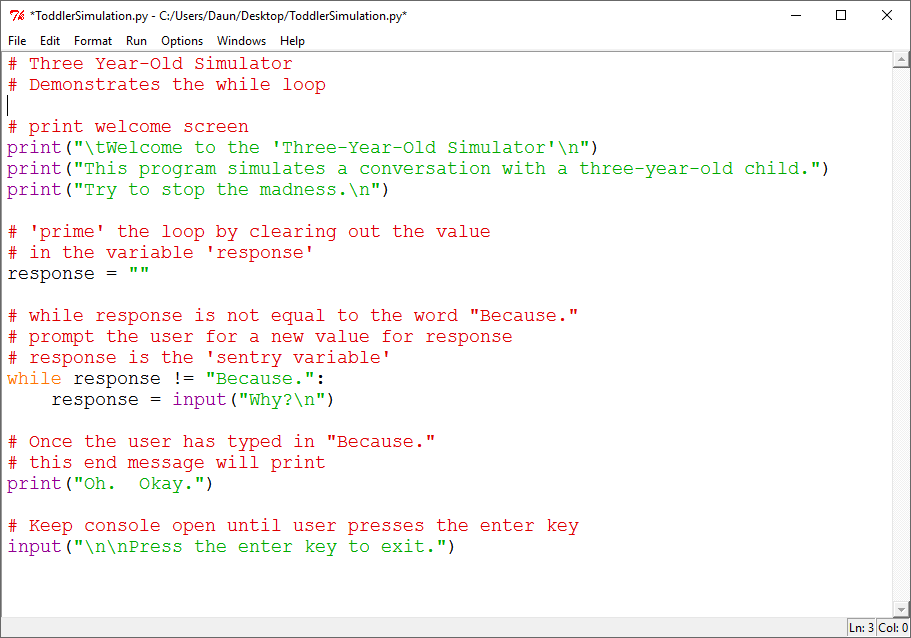 *ToddlerSimulation.py - C:/Users/Daun/Desktop/ToddlerSimulation.py*
File Edit Format Run Options Windows Help
# Three Year-Old Simulator
# Demonstrates the while loop
# print welcome screen
print("\tWelcome to the 'Three-Year-Old Simulator'\n")
print("This program simulates a conversation with a three-year-old child.")
print("Try to stop the madness.\n")
# 'prime' the loop by clearing out the value
# in the variable 'response'
response = ""
# while response is not equal to the word "Because."
# prompt the user for a new value for response
# response is the 'sentry variable'
while response != "Because.":
    response = input("Why?\n")
# Once the user has typed in "Because."
# this end message will print
print("Oh.  Okay.")
# Keep console open until user presses the enter key
input("\n\nPress the enter key to exit.")
Ln: 3 Col: 0